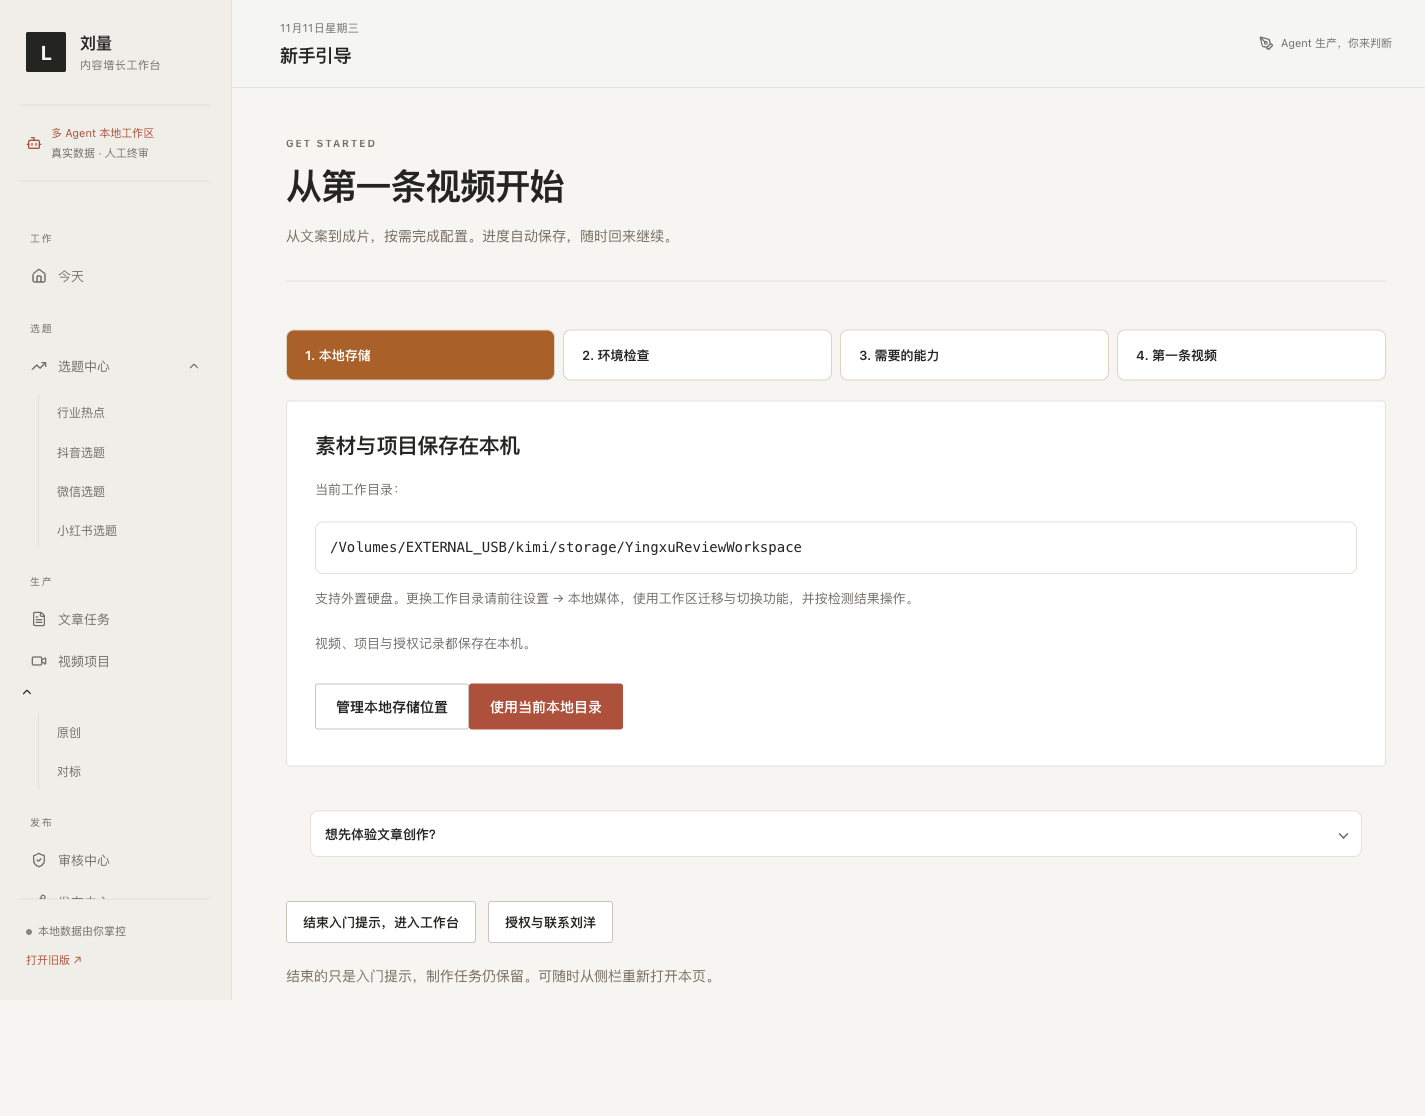 L
刘量
内容增长工作台
多 Agent 本地工作区
真实数据 · 人工终审
工作
今天
选题
选题中心
行业热点
抖音选题
微信选题
小红书选题
生产
文章任务
视频项目
原创
对标
发布
审核中心
本地数据由你掌控
打开旧版 ↗
11月11日星期三
新手引导
Agent 生产，你来判断
GET STARTED
从第一条视频开始
从文案到成片，按需完成配置。进度自动保存，随时回来继续。
1. 本地存储
2. 环境检查
3. 需要的能力
4. 第一条视频
素材与项目保存在本机
当前工作目录：
/Volumes/EXTERNAL_USB/kimi/storage/YingxuReviewWorkspace
支持外置硬盘。更换工作目录请前往设置 → 本地媒体，使用工作区迁移与切换功能，并按检测结果操作。
视频、项目与授权记录都保存在本机。
管理本地存储位置
使用当前本地目录
想先体验文章创作？
结束入门提示，进入工作台
授权与联系刘洋
结束的只是入门提示，制作任务仍保留。可随时从侧栏重新打开本页。